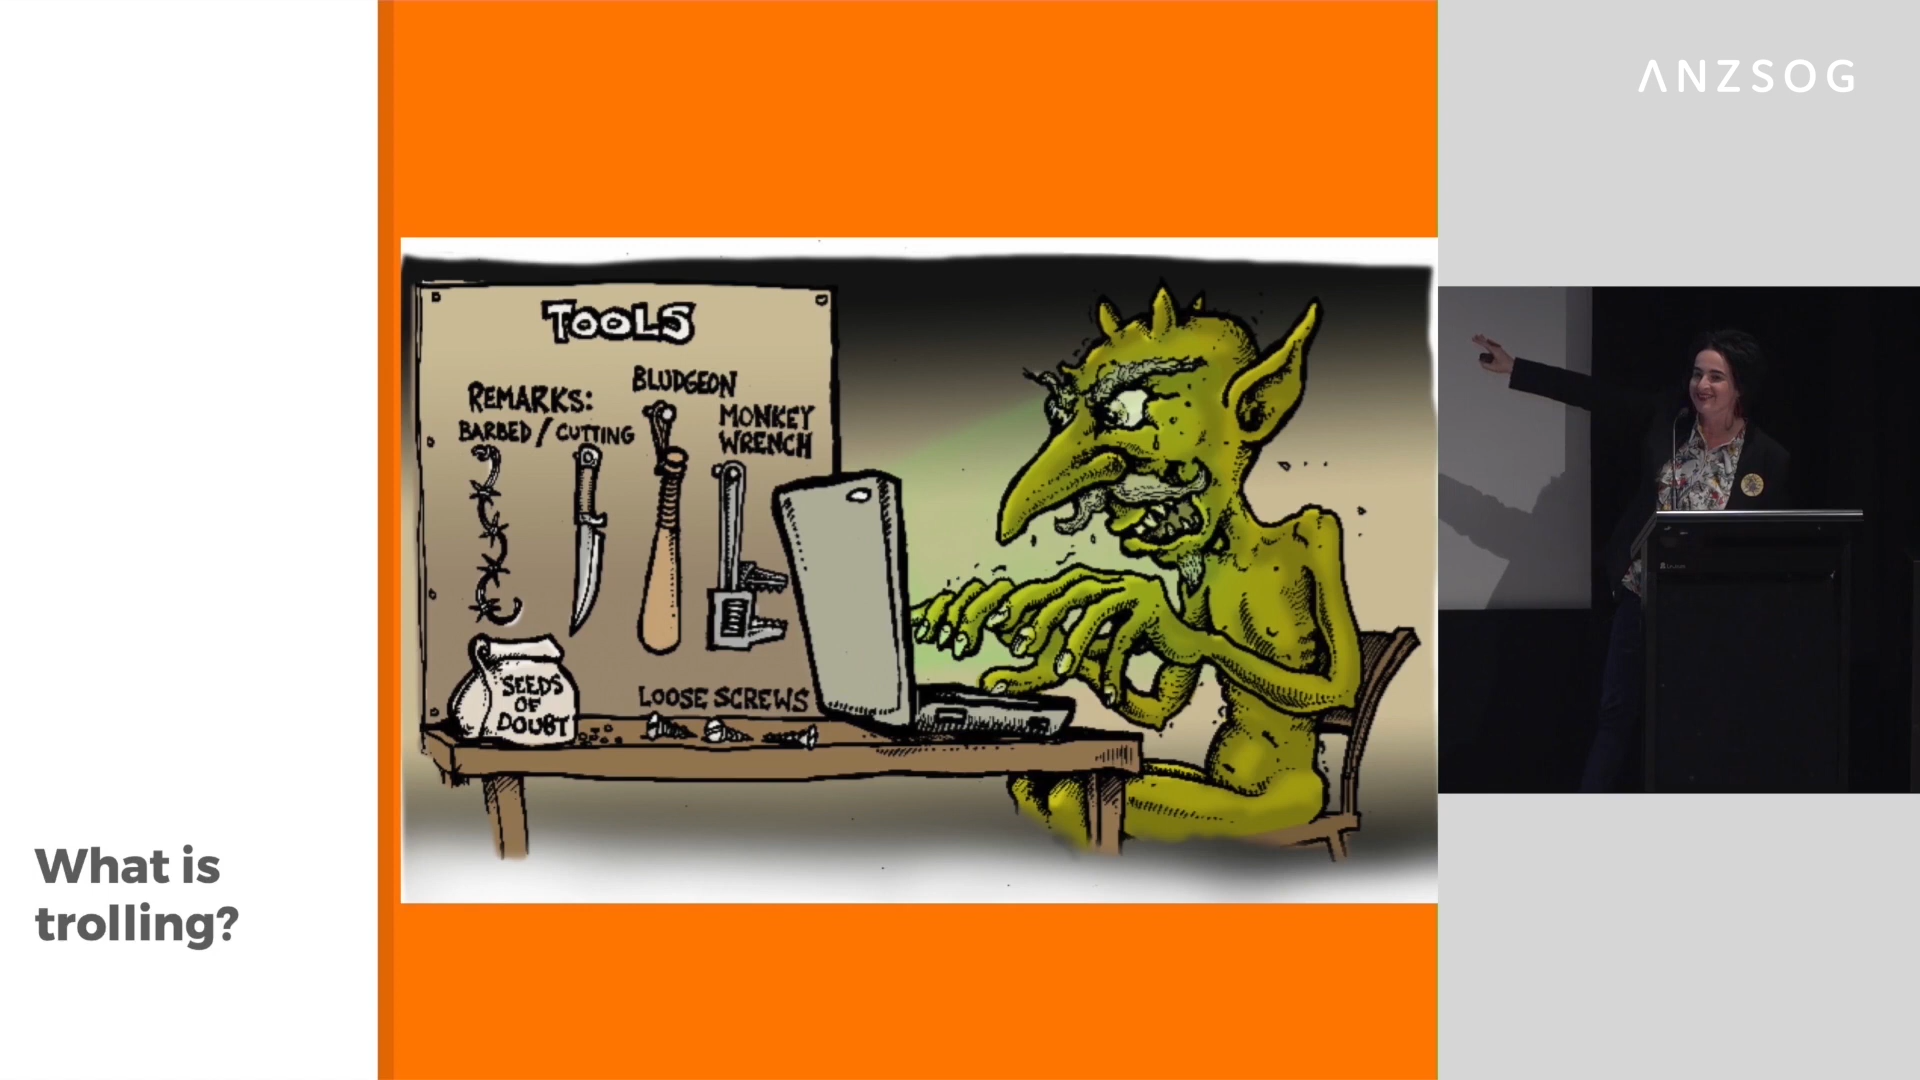 ANZSOG
TOOLS
BLUDGEON
REMARKS:
BARBED / CUTTING
MONKEY
WRENCH
SEEDS
OF
DOUBT
LOOSE SCREWS
What is
trolling?